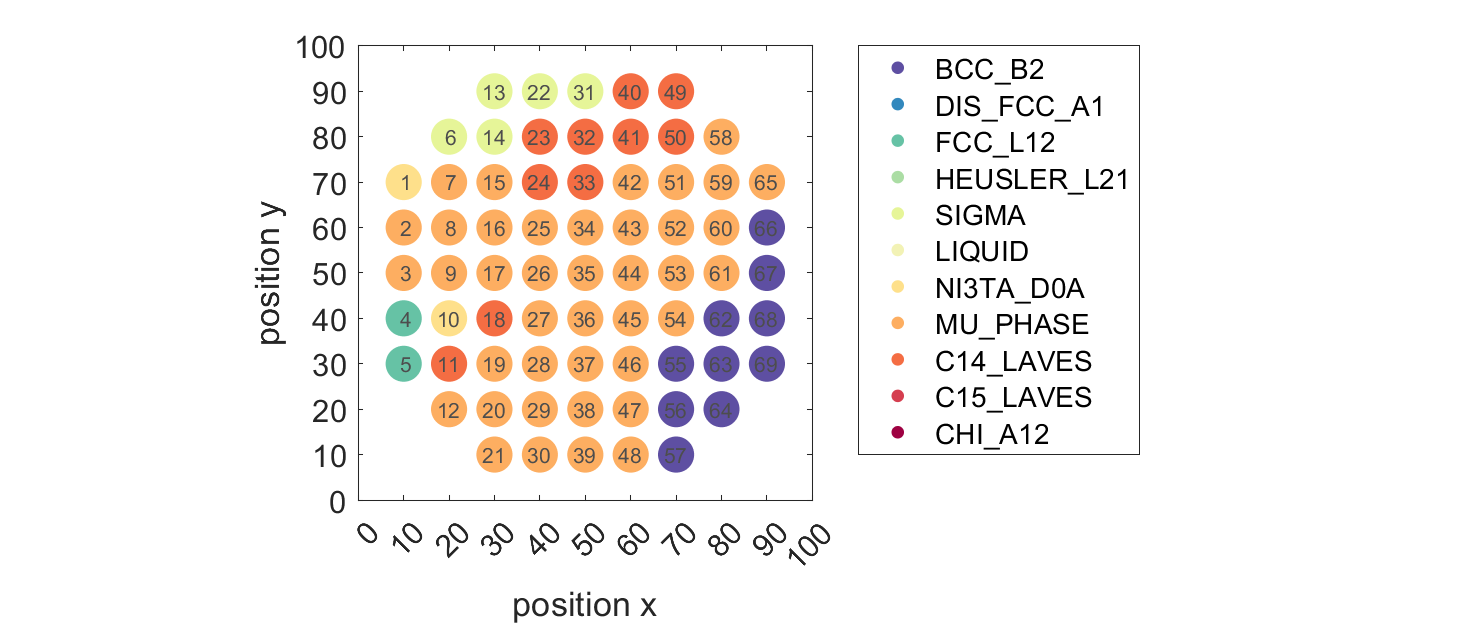 100
90
80
70
60
50
40
30
20
10
0
position y
13 22 31 40 49
6 14 23 32 41 50 58
1 7 15 24 33 42 51 59 65
2 8 16 25 34 43 52 60 66
3 9 17 26 35 44 53 61 67
4 10 18 27 36 45 54 62 68
5 11 19 28 37 46 55 63 69
12 20 29 38 47 56 64
21 30 39 48 57
0 10 20 30 40 50 60 70 80 90 100
position x
BCC_B2
DIS_FCC_A1
FCC_L12
HEUSLER_L21
SIGMA
LIQUID
NI3TA_D0A
MU_PHASE
C14_LAVES
C15_LAVES
CHI_A12